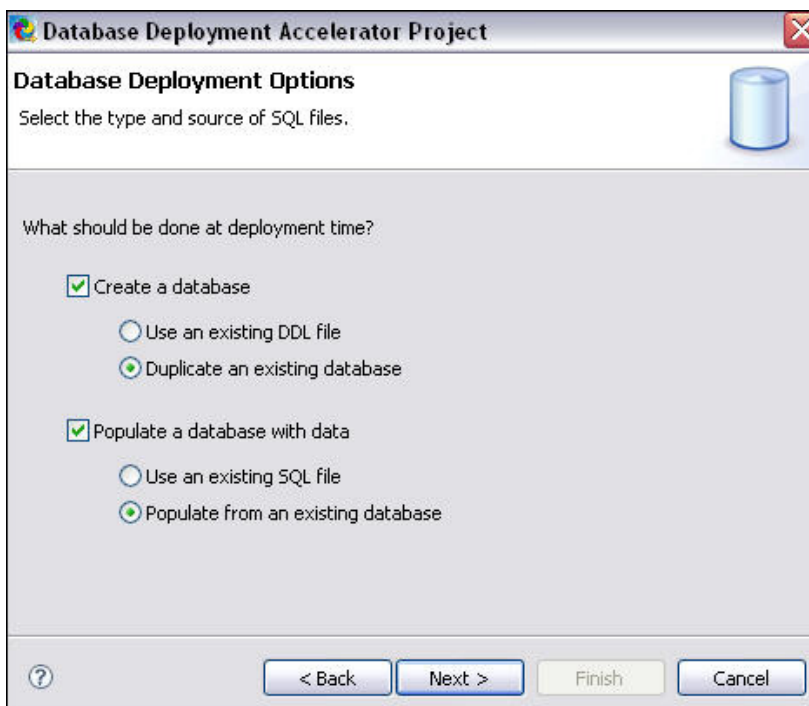 Database Deployment Accelerator Project
Database Deployment Options
Select the type and source of SQL files.
What should be done at deployment time?
Create a database
Use an existing DDL file
Duplicate an existing database
Populate a database with data
Use an existing SQL file
Populate from an existing database
? < Back Next > Finish Cancel